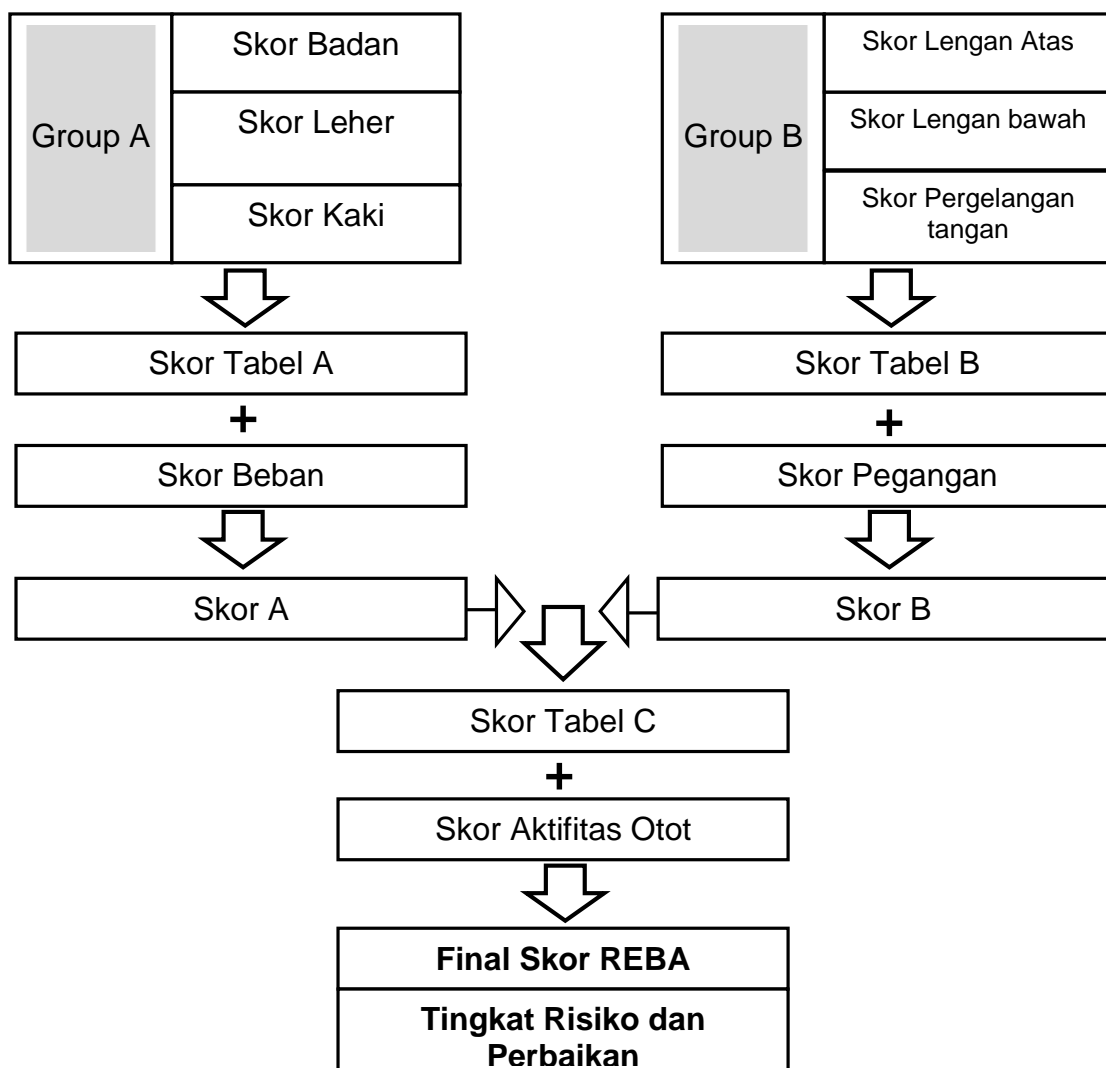 Group A
Skor Badan
Skor Leher
Skor Kaki
Group B
Skor Lengan Atas
Skor Lengan bawah
Skor Pergelangan
tangan
Skor Tabel A
+
Skor Beban
Skor A
Skor Tabel B
+
Skor Pegangan
Skor B
Skor Tabel C
+
Skor Aktifitas Otot
Final Skor REBA
Tingkat Risiko dan
Perbaikan